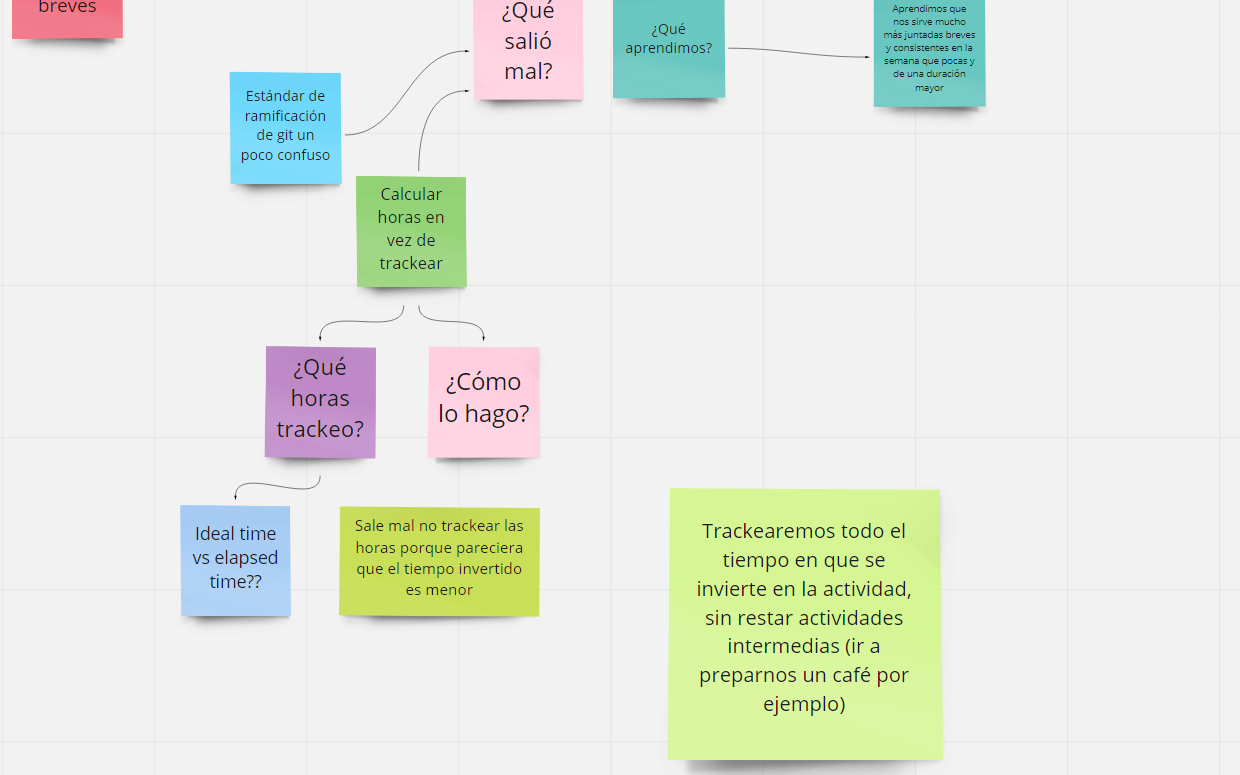 breves
¿Qué
salió
mal?
¿Qué
aprendimos?
Aprendimos que
nos sirve mucho
más juntadas breves
y consistentes en la
semana que pocas y
de una duración
mayor
Estándar de
ramificación
de git un
poco confuso
Calcular
horas en
vez de
trackear
¿Qué
horas
trackeo?
¿Cómo
lo hago?
Ideal time
vs elapsed
time??
Sale mal no trackear las
horas porque pareciera
que el tiempo invertido
es menor
Trackearemos todo el
tiempo en que se
invierte en la actividad,
sin restar actividades
intermedias (ir a
preparnos un café por
ejemplo)